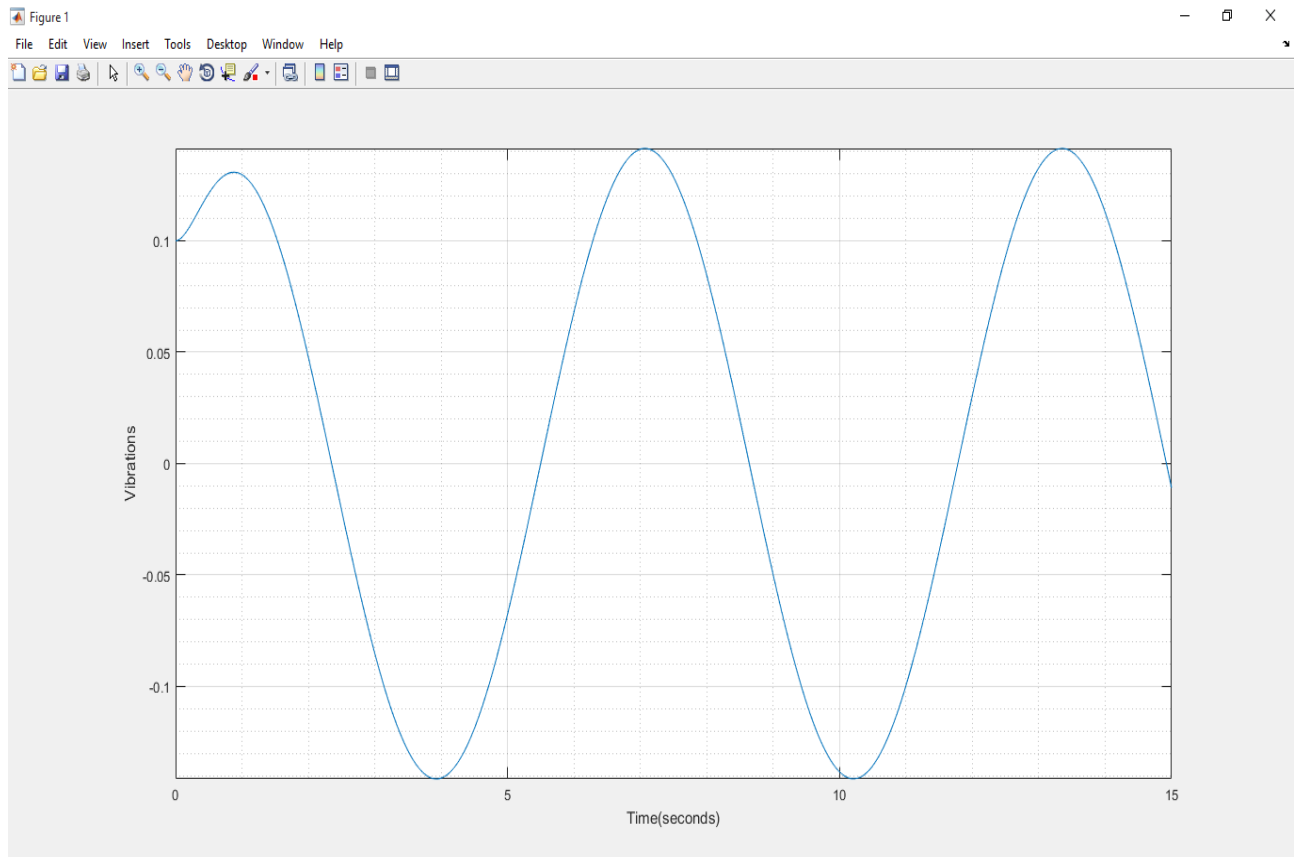 Figure 1
File Edit View Insert Tools Desktop Window Help
0.1
0.05
0
-0.05
-0.1
Vibrations
0 5 10 15
Time(seconds)